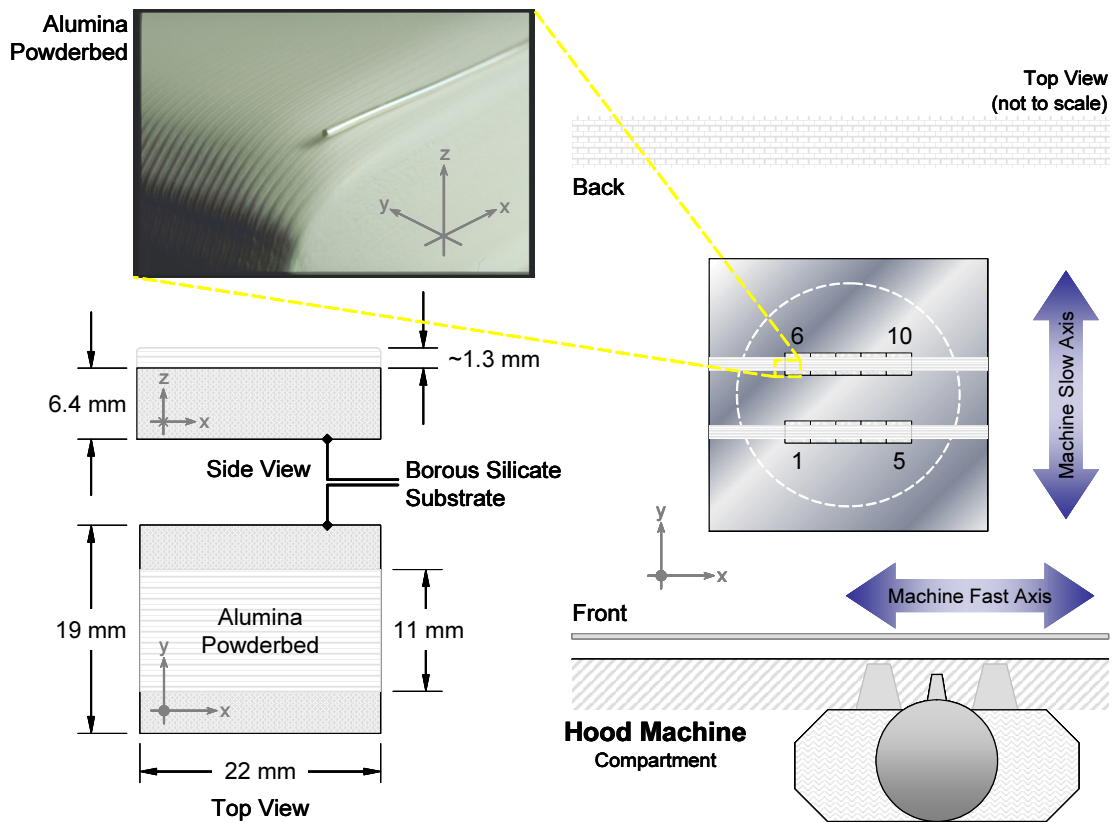 Alumina
Powderbed
z
y
x
Top View
(not to scale)
Back
6
10
1
5
Machine Slow Axis
~1.3 mm
6.4 mm
z
x
Side View
Borous Silicate
Substrate
y
x
Machine Fast Axis
Front
19 mm
Alumina
Powderbed
11 mm
y
x
22 mm
Top View
Hood Machine
Compartment